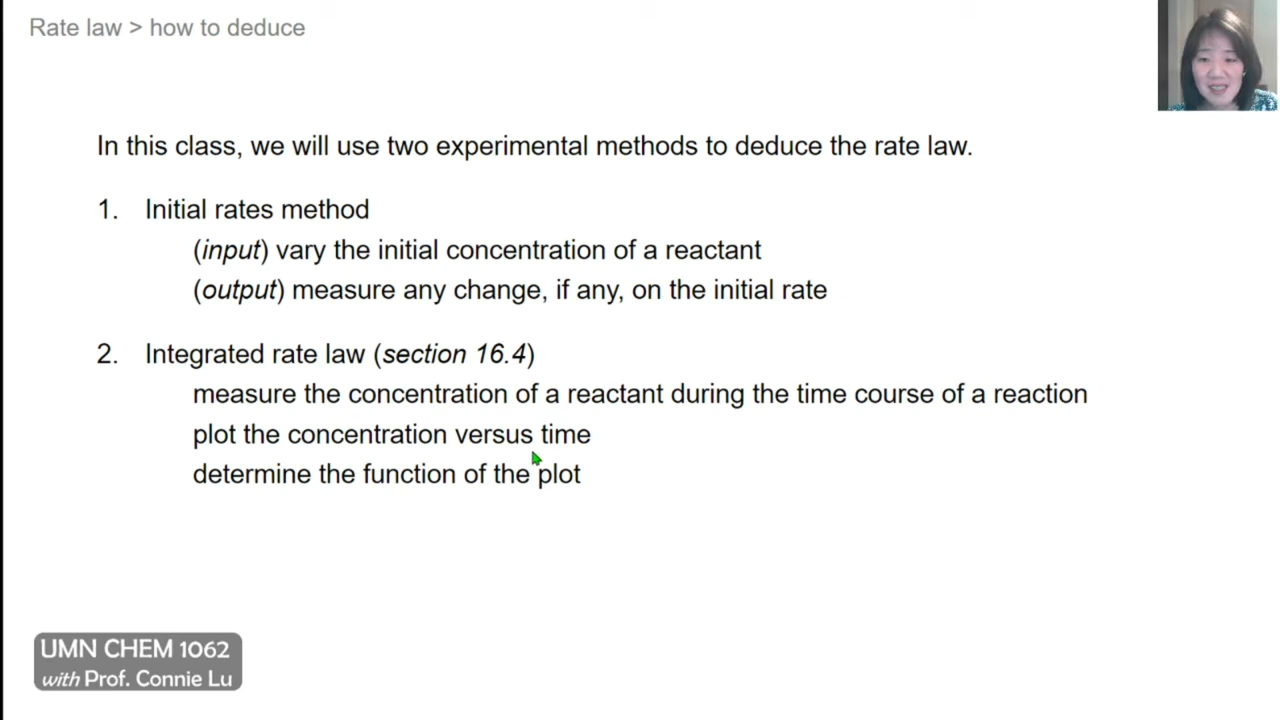 Rate law > how to deduce
In this class, we will use two experimental methods to deduce the rate law.
1. Initial rates method
(input) vary the initial concentration of a reactant
(output) measure any change, if any, on the initial rate
2. Integrated rate law (section 16.4)
measure the concentration of a reactant during the time course of a reaction
plot the concentration versus time
determine the function of the plot
UMN CHEM 1062
with Prof. Connie Lu